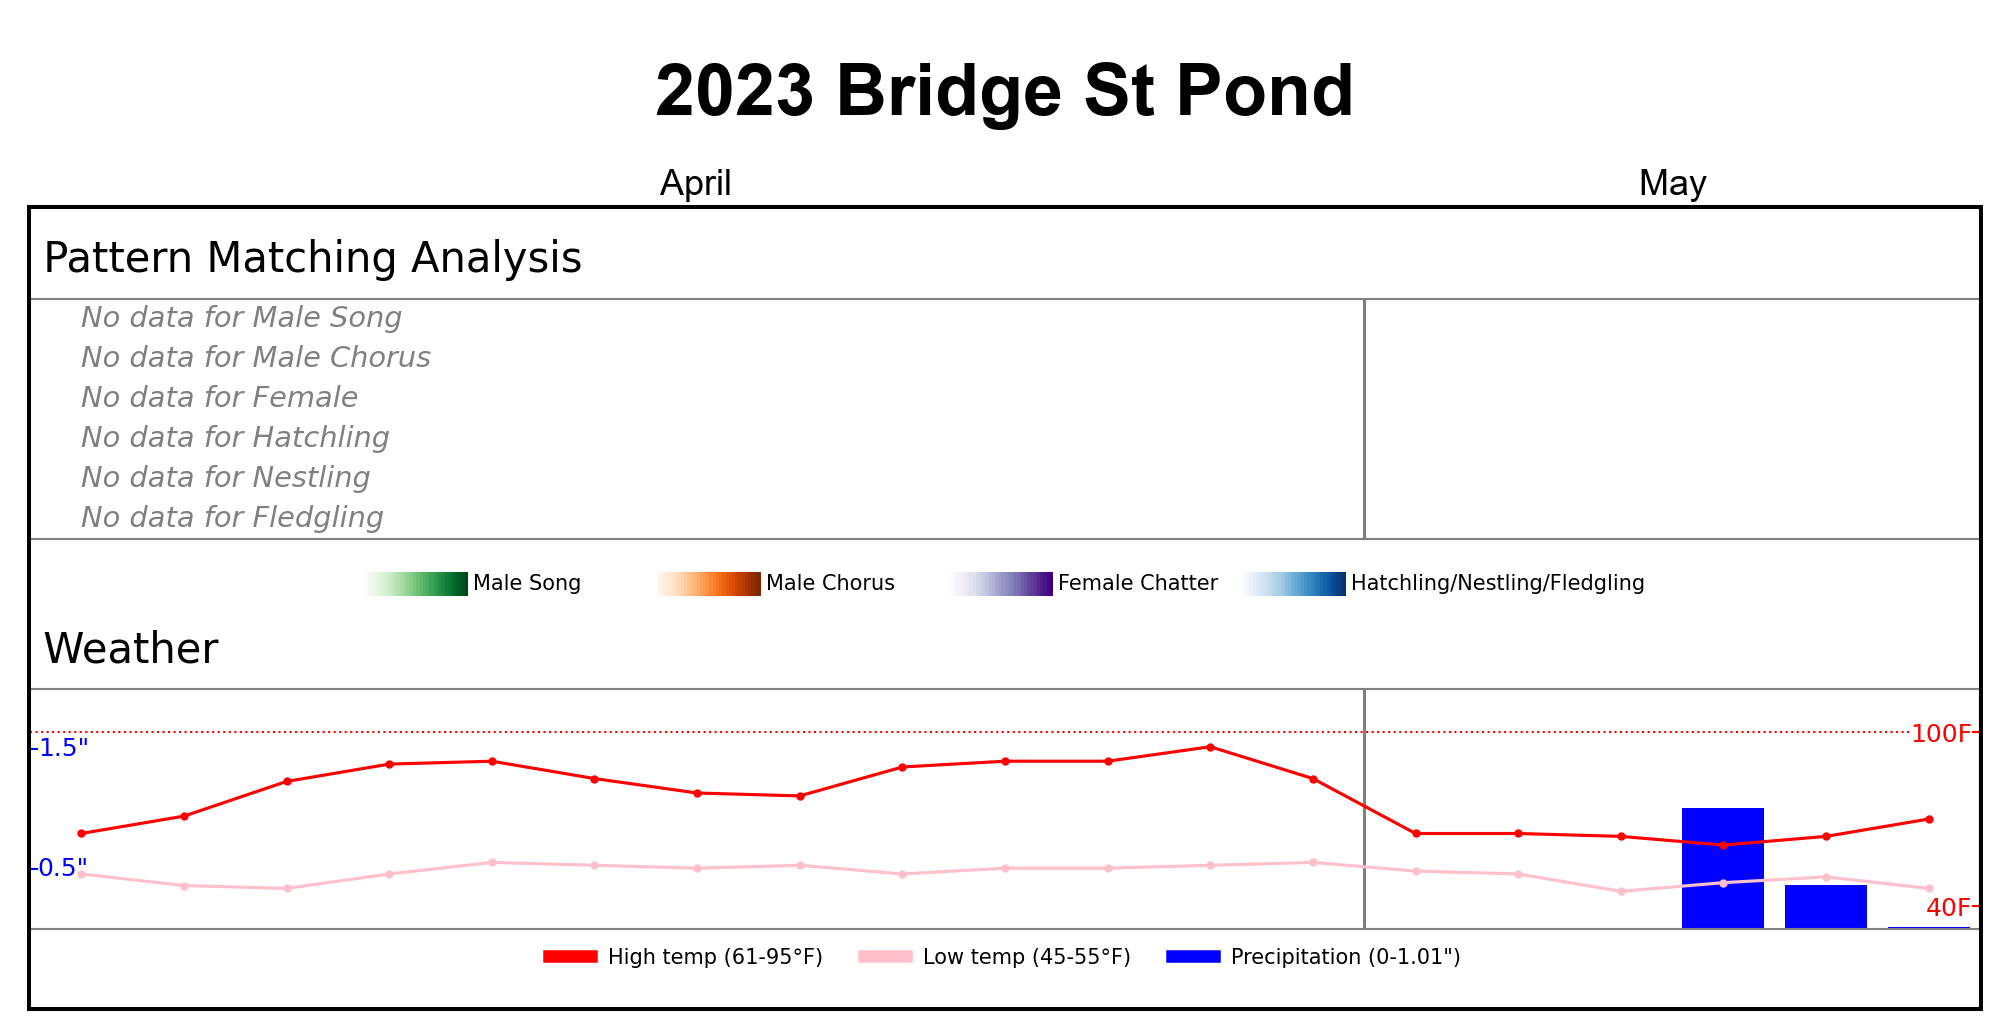 2023 Bridge St Pond
April May
Pattern Matching Analysis
No data for Male Song
No data for Male Chorus
No data for Female
No data for Hatchling
No data for Nestling
No data for Fledgling
Male Song Male Chorus Female Chatter Hatchling/Nestling/Fledgling
Weather
1.5" 100F
0.5" 40F
High temp (61-95°F) Low temp (45-55°F) Precipitation (0-1.01")